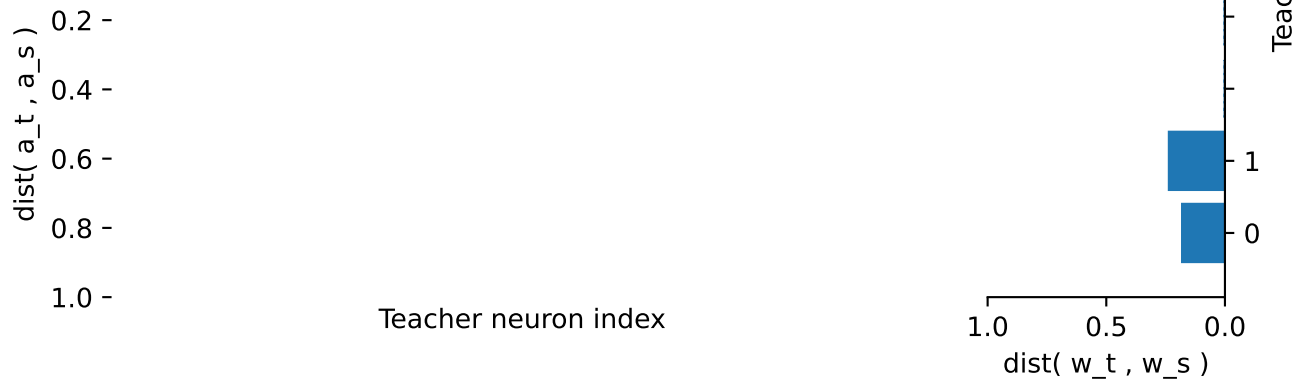 0.2
0.4
0.6
0.8
1.0
dist( a_t , a_s )
Teacher neuron index
1
0
1.0 0.5 0.0
dist( w_t , w_s )